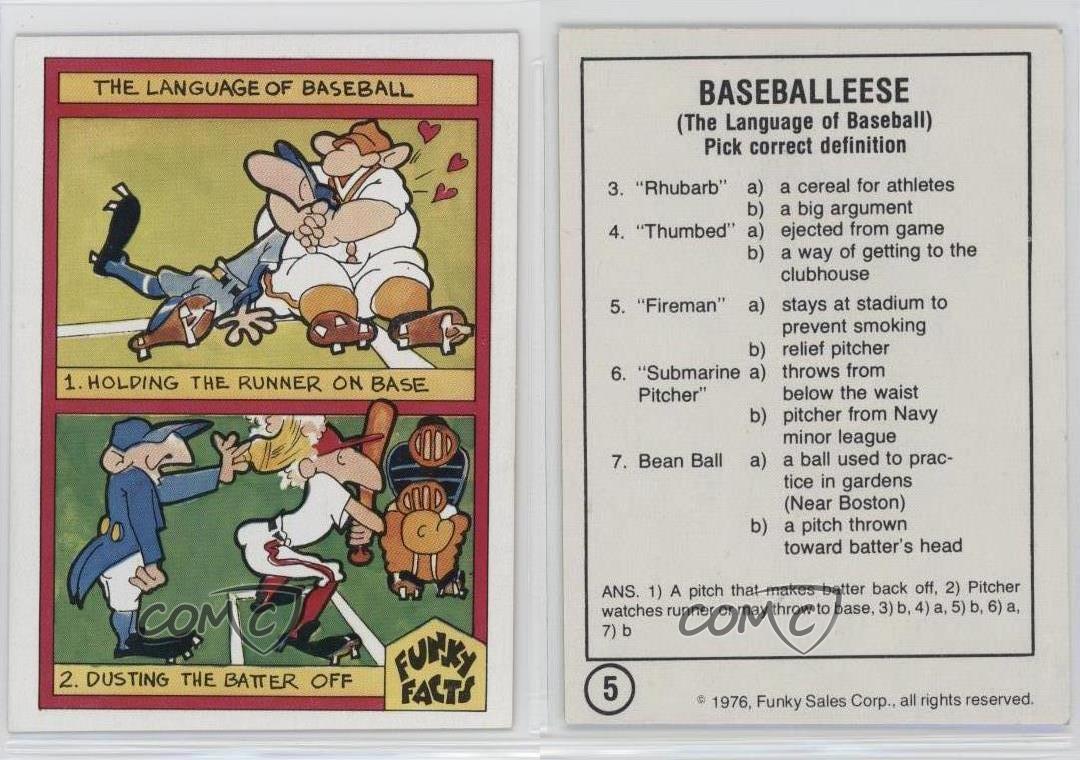 THE LANGUAGE OF BASEBALL
1. HOLDING THE RUNNER ON BASE
2. DUSTING THE BATTER OFF
FUNKY
FACTS
COMC
BASEBALLEESE
(The Language of Baseball)
Pick correct definition
3. "Rhubarb" a) a cereal for athletes
b) a big argument
4. "Thumbed" a) ejected from game
b) a way of getting to the
clubhouse
5. "Fireman" a) stays at stadium to
prevent smoking
b) relief pitcher
6. "Submarine a) throws from
Pitcher" below the waist
b) pitcher from Navy
minor league
7. Bean Ball a) a ball used to prac-
tice in gardens
(Near Boston)
b) a pitch thrown
toward batter's head
ANS. 1) A pitch that makes batter back off, 2) Pitcher
watches runner or may throw to base, 3) b, 4) a, 5) b, 6) a,
7) b
COMC
5
© 1976, Funky Sales Corp., all rights reserved.